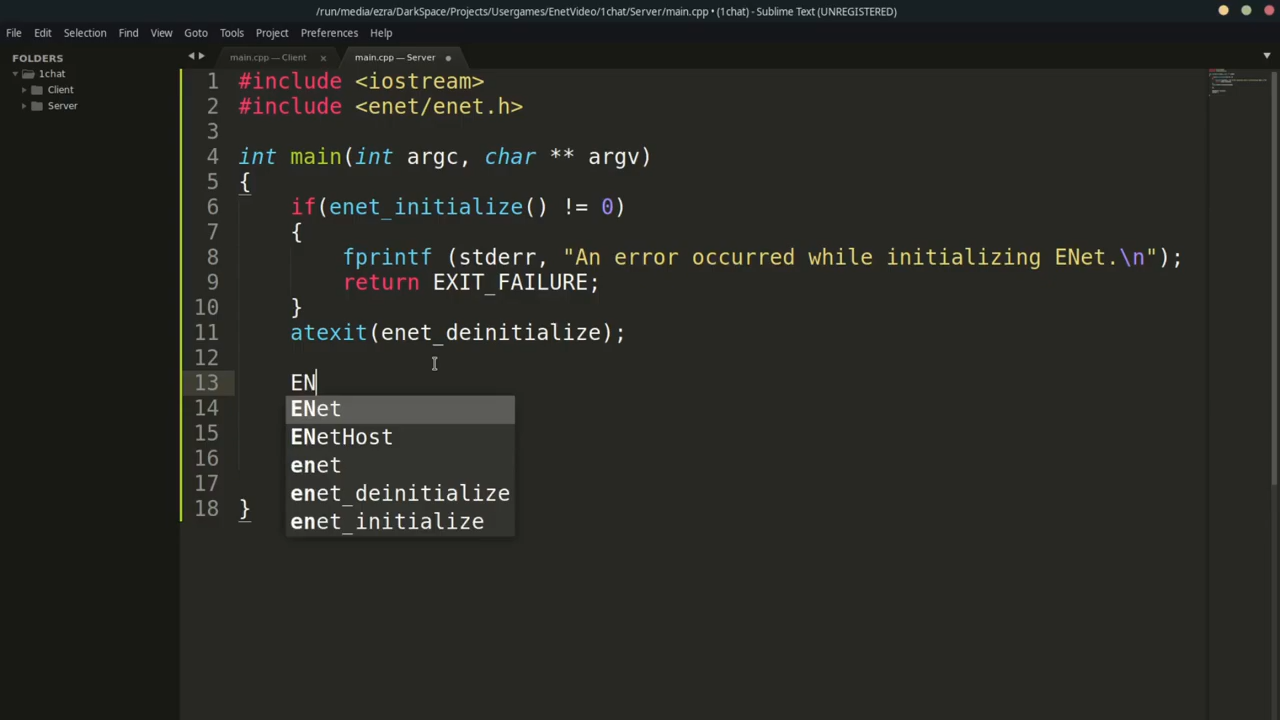 /run/media/ezra/DarkSpace/Projects/Usergames/EnetVideo/1chat/Server/main.cpp • (1chat) - Sublime Text (UNREGISTERED)
File Edit Selection Find View Goto Tools Project Preferences Help
FOLDERS
1chat
Client
Server
main.cpp — Client
main.cpp — Server
1 #include <iostream>
2 #include <enet/enet.h>
3
4 int main(int argc, char ** argv)
5 {
6 if(enet_initialize() != 0)
7 {
8 fprintf (stderr, "An error occurred while initializing ENet.\n");
9 return EXIT_FAILURE;
10 }
11 atexit(enet_deinitialize);
12
13 EN
14
15
16
17
18 }
ENet
ENetHost
enet
enet_deinitialize
enet_initialize